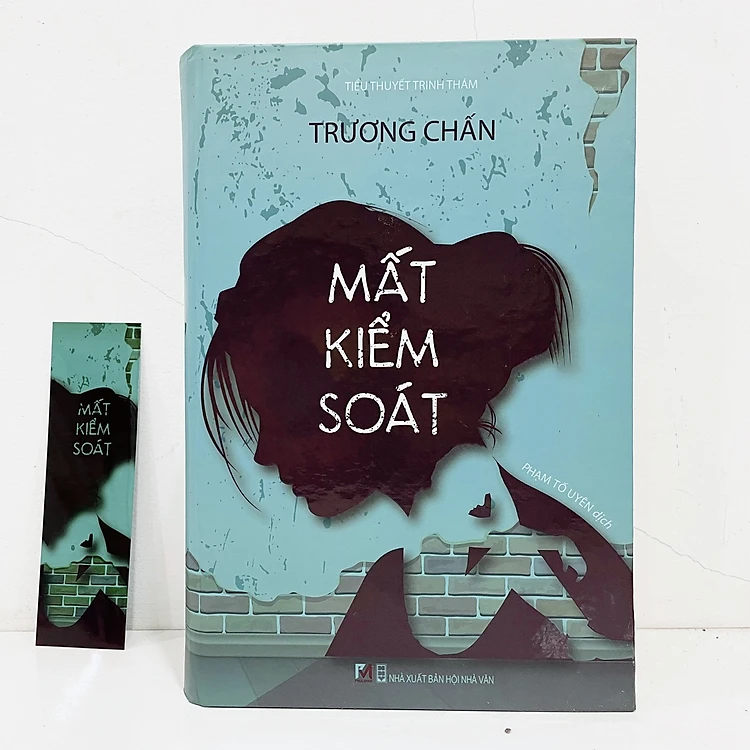 TIỂU THUYẾT TRINH THÁM
TRƯƠNG CHẤN
MẤT
KIỂM
SOÁT
PHẠM TỐ UYÊN dịch
NHÀ XUẤT BẢN HỘI NHÀ VĂN
MẤT
KIỂM
SOÁT